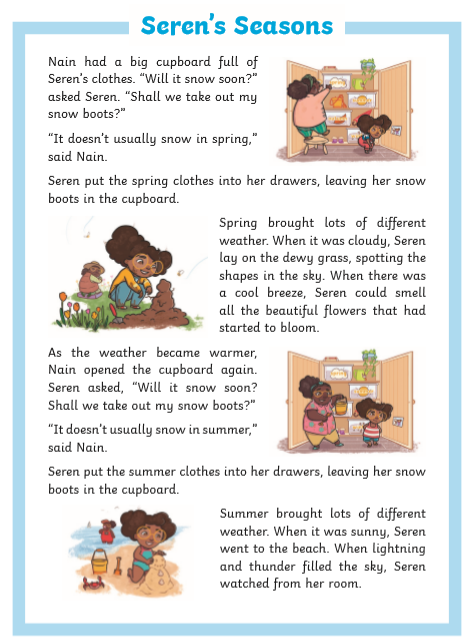 Seren's Seasons
Nain had a big cupboard full of
Seren's clothes. “Will it snow soon?”
asked Seren. “Shall we take out my
snow boots?”
“It doesn't usually snow in spring,”
said Nain.
Seren put the spring clothes into her drawers, leaving her snow
boots in the cupboard.
Spring brought lots of different
weather. When it was cloudy, Seren
lay on the dewy grass, spotting the
shapes in the sky. When there was
a cool breeze, Seren could smell
all the beautiful flowers that had
started to bloom.
As the weather became warmer,
Nain opened the cupboard again.
Seren asked, “Will it snow soon?
Shall we take out my snow boots?”
“It doesn't usually snow in summer,”
said Nain.
Seren put the summer clothes into her drawers, leaving her snow
boots in the cupboard.
Summer brought lots of different
weather. When it was sunny, Seren
went to the beach. When lightning
and thunder filled the sky, Seren
watched from her room.